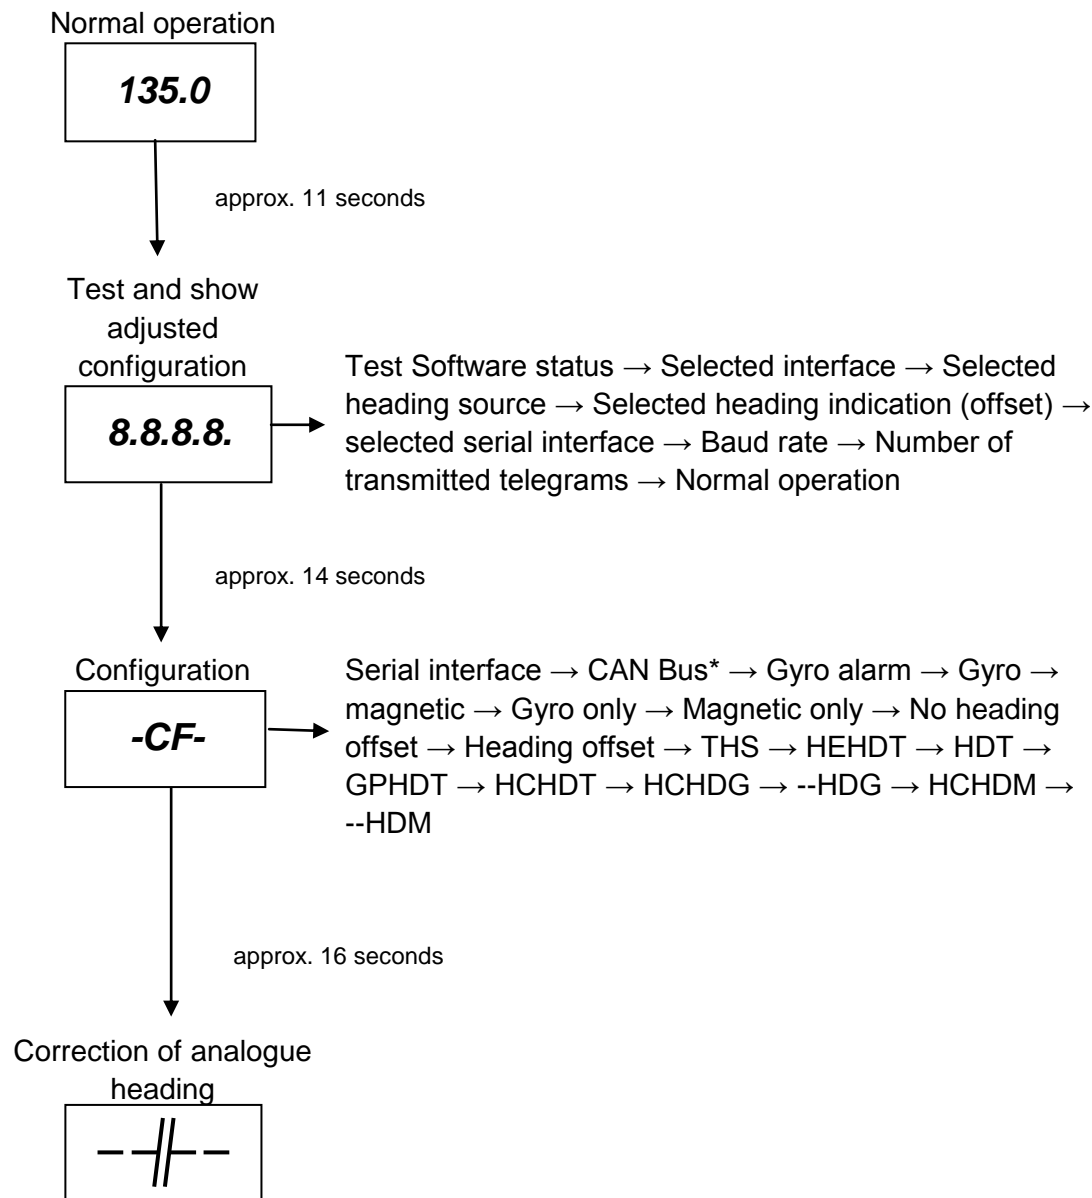 Normal operation
135.0
approx. 11 seconds
Test and show
adjusted
configuration
8.8.8.8.
Test Software status → Selected interface → Selected
heading source → Selected heading indication (offset) →
selected serial interface → Baud rate → Number of
transmitted telegrams → Normal operation
approx. 14 seconds
Configuration
-CF-
Serial interface → CAN Bus* → Gyro alarm → Gyro →
magnetic → Gyro only → Magnetic only → No heading
offset → Heading offset → THS → HEHDT → HDT →
GPHDT → HCHDT → HCHDG → --HDG → HCHDM →
--HDM
approx. 16 seconds
Correction of analogue
heading
– –//– –